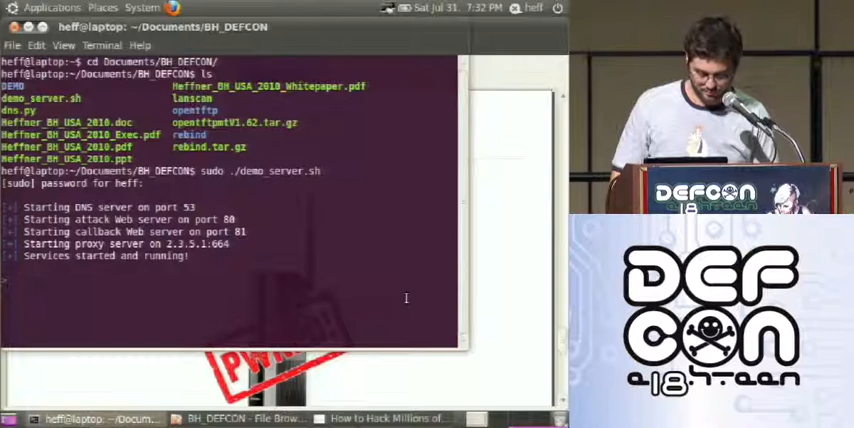 Applications Places System
Sat Jul 31, 7:32 PM heff
heff@laptop: ~/Documents/BH_DEFCON
File Edit View Terminal Help
heff@laptop:~$ cd Documents/BH_DEFCON/
heff@laptop:~/Documents/BH_DEFCON$ ls
DEMO Heffner_BH_USA_2010_Whitepaper.pdf
demo_server.sh lanscan
dns.py opentftp
Heffner_BH_USA_2010.doc opentftpmtV1.62.tar.gz
Heffner_BH_USA_2010_Exec.pdf rebind
Heffner_BH_USA_2010.pdf rebind.tar.gz
Heffner_BH_USA_2010.ppt
heff@laptop:~/Documents/BH_DEFCON$ sudo ./demo_server.sh
[sudo] password for heff:
[+] Starting DNS server on port 53
[+] Starting attack Web server on port 80
[+] Starting callback Web server on port 81
[+] Starting proxy server on 2.3.5.1:664
[+] Services started and running!
>
heff@laptop: ~/Docum...
BH_DEFCON - File Brow...
How to Hack Millions of...
DEFCON
18
DEF
CON
e18h.teen